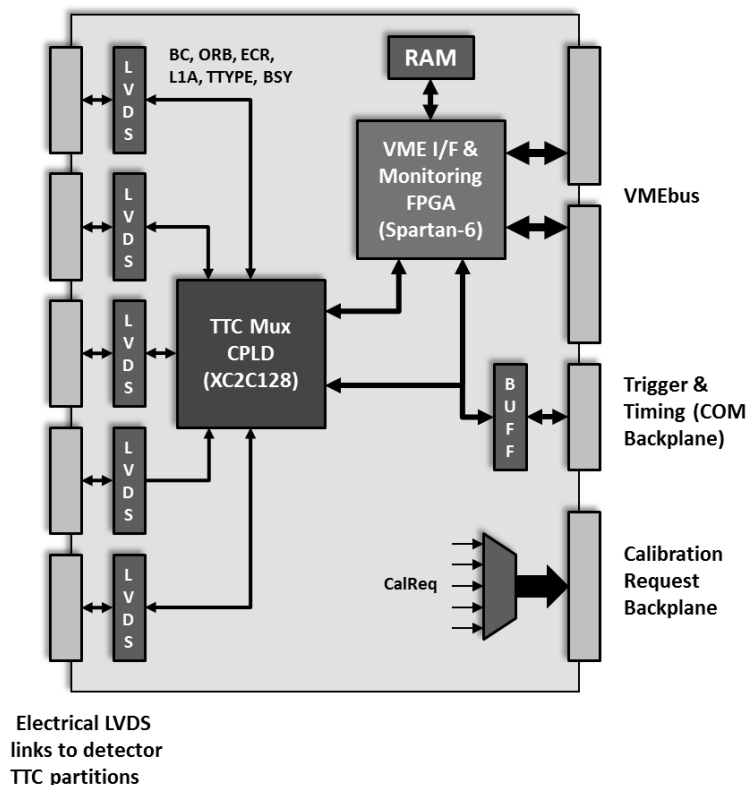 BC, ORB, ECR,
L1A, TTYPE, BSY
RAM
VME I/F &
Monitoring
FPGA
(Spartan-6)
VMEbus
L
V
D
S
L
V
D
S
L
V
D
S
L
V
D
S
L
V
D
S
TTC Mux
CPLD
(XC2C128)
B
U
F
F
Trigger &
Timing (COM
Backplane)
CalReq
Calibration
Request
Backplane
Electrical LVDS
links to detector
TTC partitions